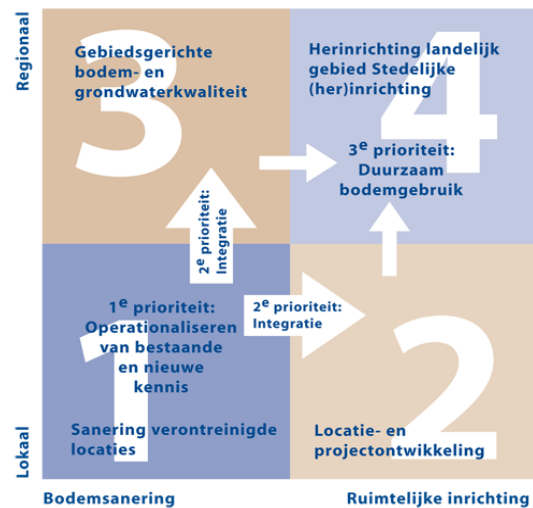 Regionaal
3
Gebiedsgerichte
bodem- en
grondwaterkwaliteit
4
Herinrichting landelijk
gebied Stedelijke
(her)inrichting
3e prioriteit:
Duurzaam
bodemgebruik
2e prioriteit:
Integratie
Lokaal
1
1e prioriteit:
Operationaliseren
van bestaande
en nieuwe
kennis
Sanering verontreinigde
locaties
2e prioriteit:
Integratie
2
Locatie- en
projectontwikkeling
Bodemsanering
Ruimtelijke inrichting